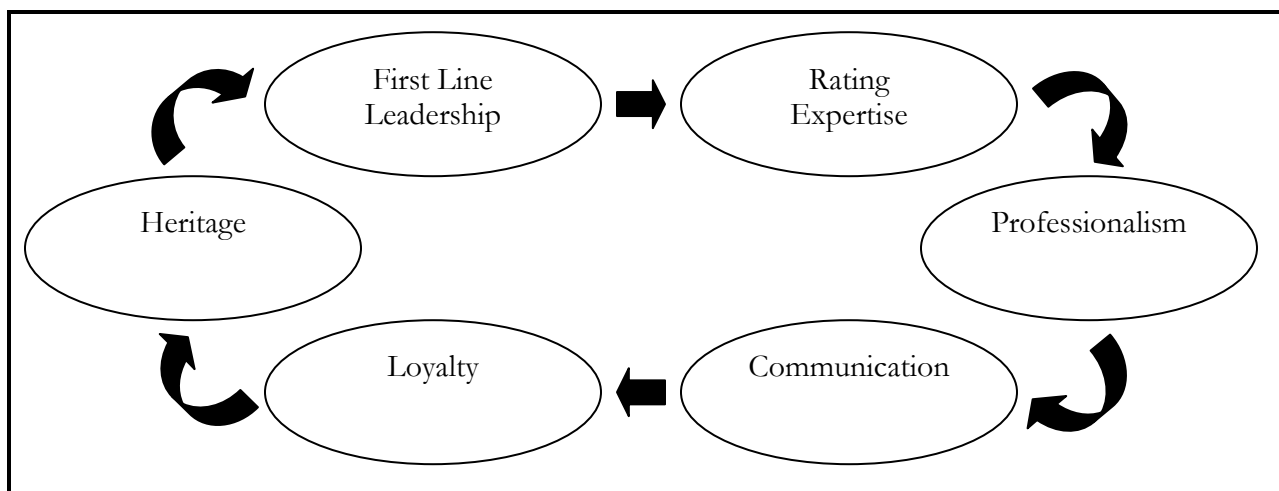 First Line
Leadership
Rating
Expertise
Heritage
Professionalism
Loyalty
Communication